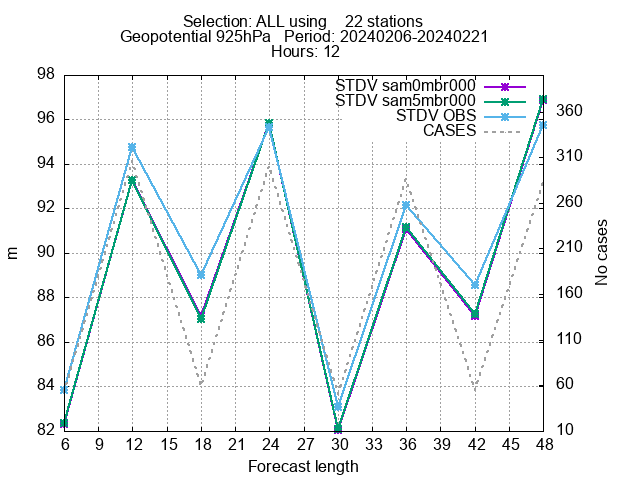 Selection: ALL using    22 stations
Geopotential 925hPa   Period: 20240206-20240221
Hours: 12
STDV sam0mbr000
STDV sam5mbr000
STDV OBS
CASES
98
96
94
92
90
88
86
84
82
m
360
310
260
210
160
110
60
10
No cases
6 9 12 15 18 21 24 27 30 33 36 39 42 45 48
Forecast length